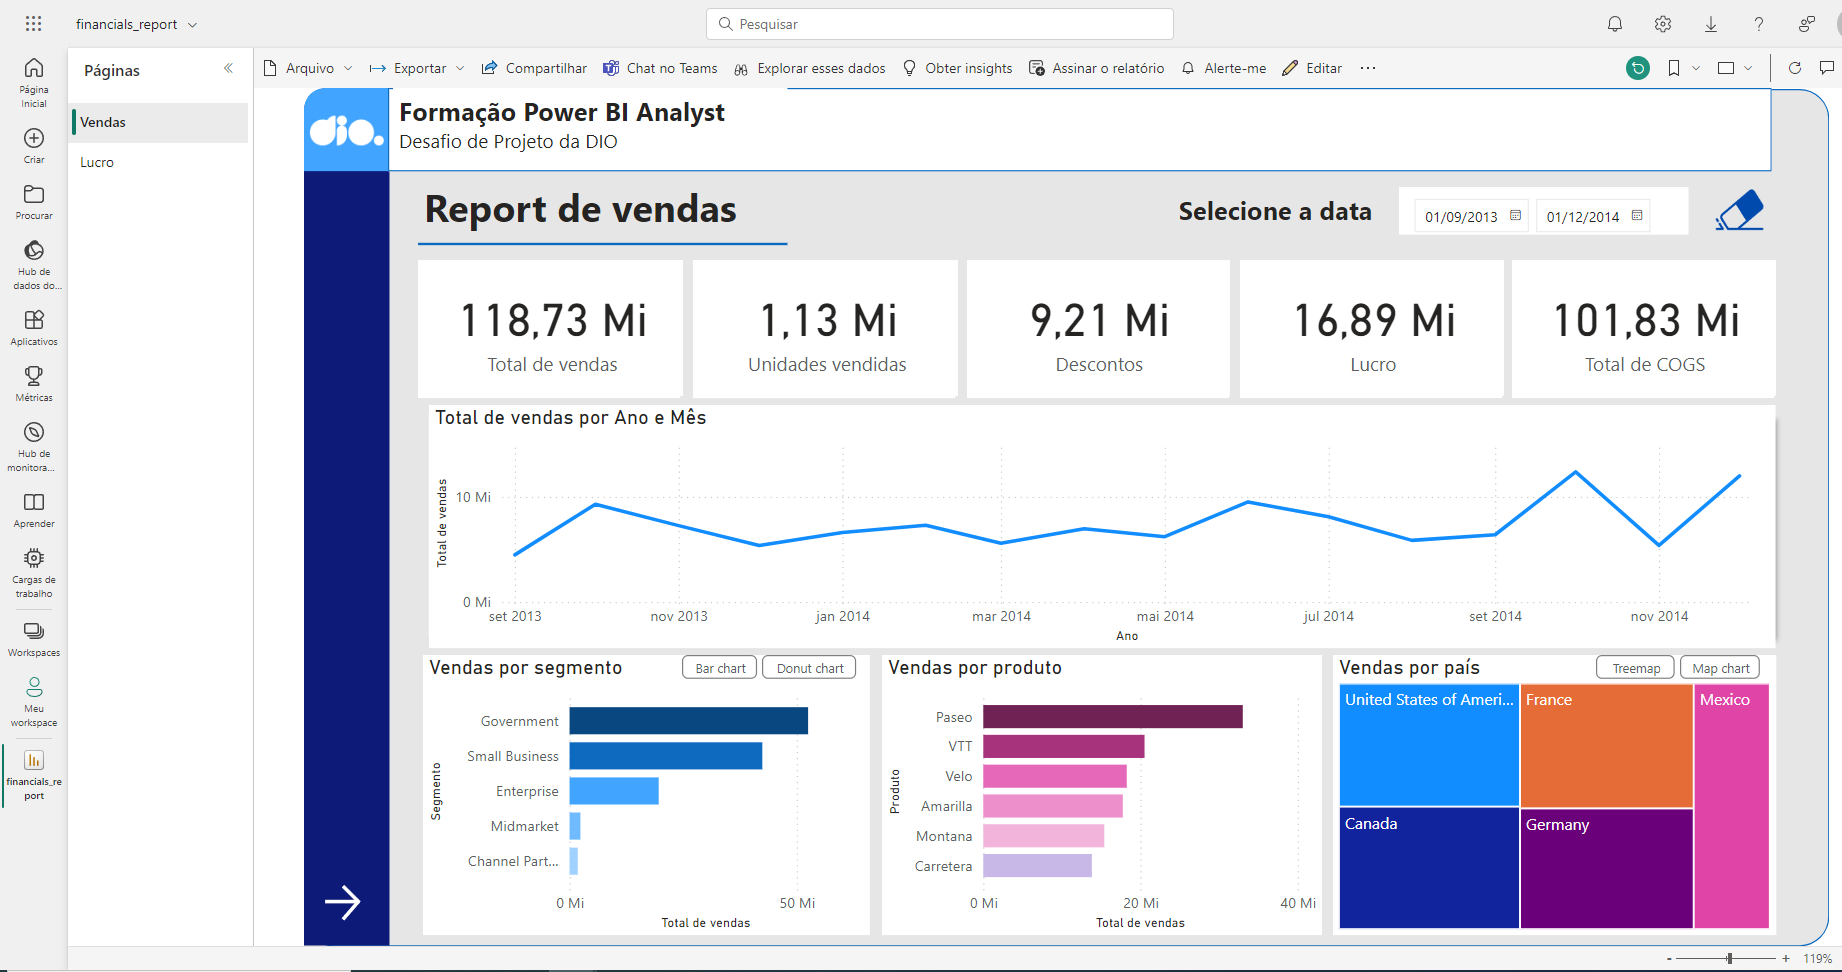 financials_report
Pesquisar
Página
Inicial
Criar
Procurar
Hub de
dados do...
Aplicativos
Métricas
Hub de
monitora...
Aprender
Cargas de
trabalho
Workspaces
Meu
workspace
financials_re
port
Páginas
Vendas
Lucro
Arquivo
Exportar
Compartilhar
Chat no Teams
Explorar esses dados
Obter insights
Assinar o relatório
Alerte-me
Editar
dio.
Formação Power BI Analyst
Desafio de Projeto da DIO
Report de vendas
Selecione a data
01/09/2013
01/12/2014
118,73 Mi
Total de vendas
1,13 Mi
Unidades vendidas
9,21 Mi
Descontos
16,89 Mi
Lucro
101,83 Mi
Total de COGS
Total de vendas por Ano e Mês
Total de vendas
10 Mi
0 Mi
set 2013
nov 2013
jan 2014
mar 2014
mai 2014
jul 2014
set 2014
nov 2014
Ano
Vendas por segmento
Bar chart
Donut chart
Segmento
Government
Small Business
Enterprise
Midmarket
Channel Part...
0 Mi
50 Mi
Total de vendas
Vendas por produto
Produto
Paseo
VTT
Velo
Amarilla
Montana
Carretera
0 Mi
20 Mi
40 Mi
Total de vendas
Vendas por país
Treemap
Map chart
United States of Ameri...
France
Mexico
Canada
Germany
- + 119%